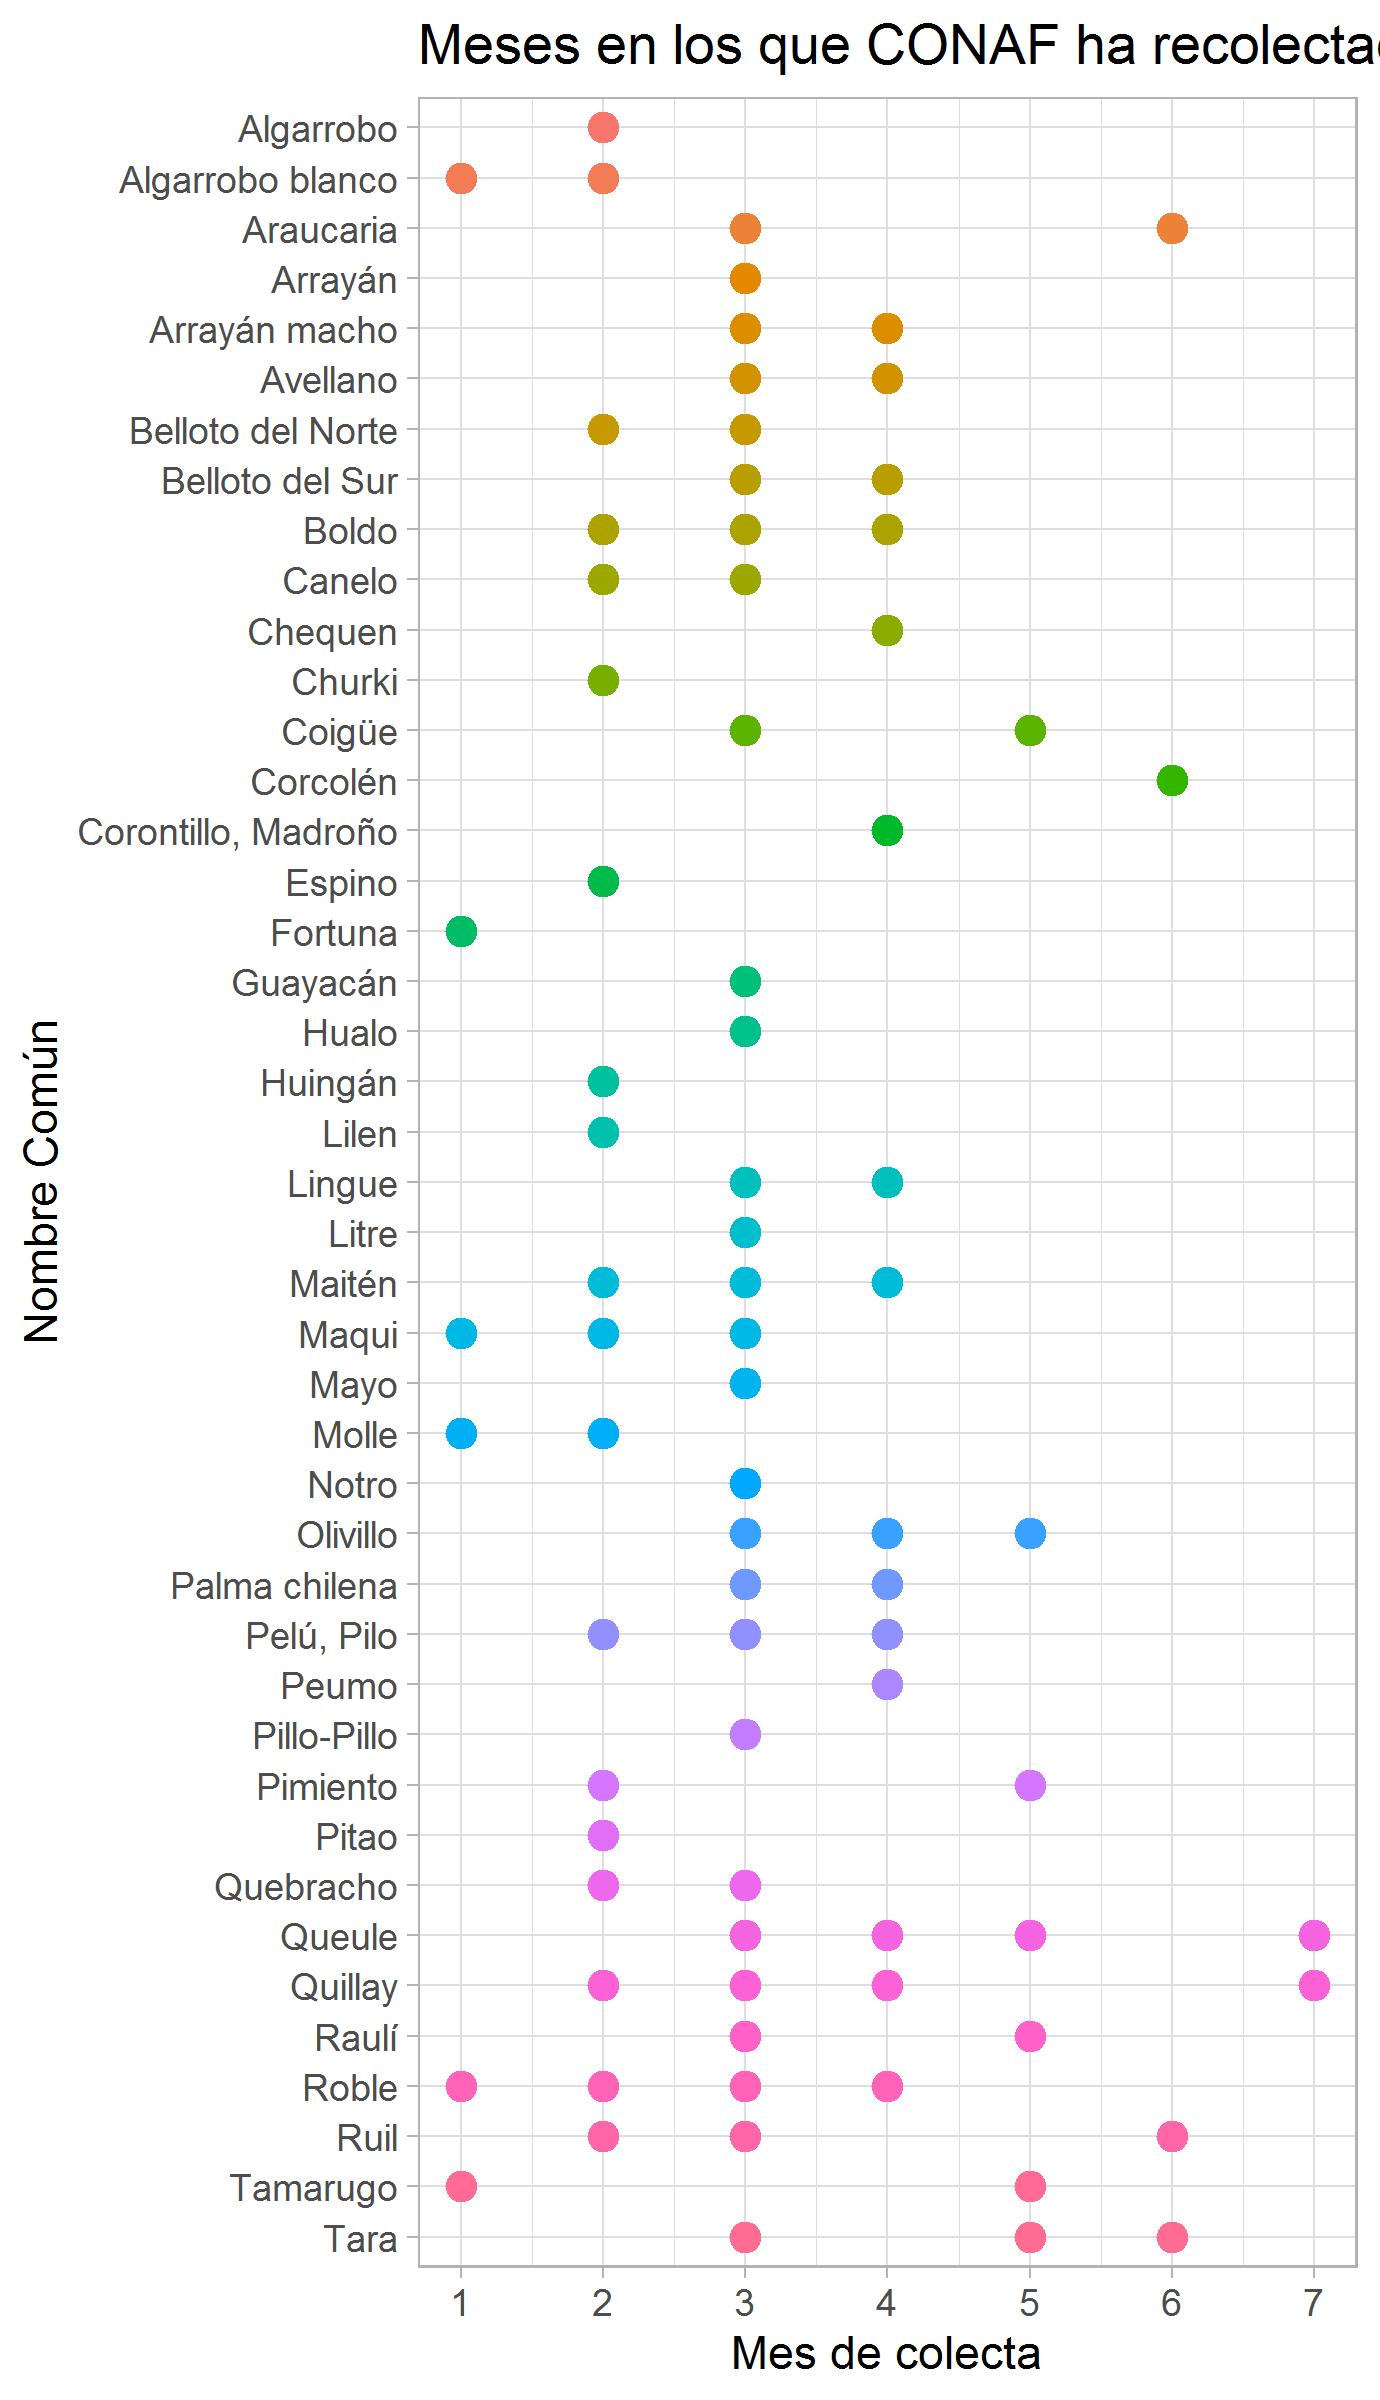 Meses en los que CONAF ha
Algarrobo
Algarrobo blanco
Araucaria
Arrayán
Arrayán macho
Avellano
Belloto del Norte
Belloto del Sur
Boldo
Canelo
Chequen
Churki
Coigüe
Corcolén
Corontillo, Madroño
Espino
Fortuna
Guayacán
Hualo
Huingán
Lilen
Lingue
Litre
Maitén
Maqui
Mayo
Molle
Notro
Olivillo
Palma chilena
Pelú, Pilo
Peumo
Pillo-Pillo
Pimiento
Pitao
Quebracho
Queule
Quillay
Raulí
Roble
Ruil
Tamarugo
Tara
Nombre Común
1 2 3 4 5 6 7
Mes de colecta